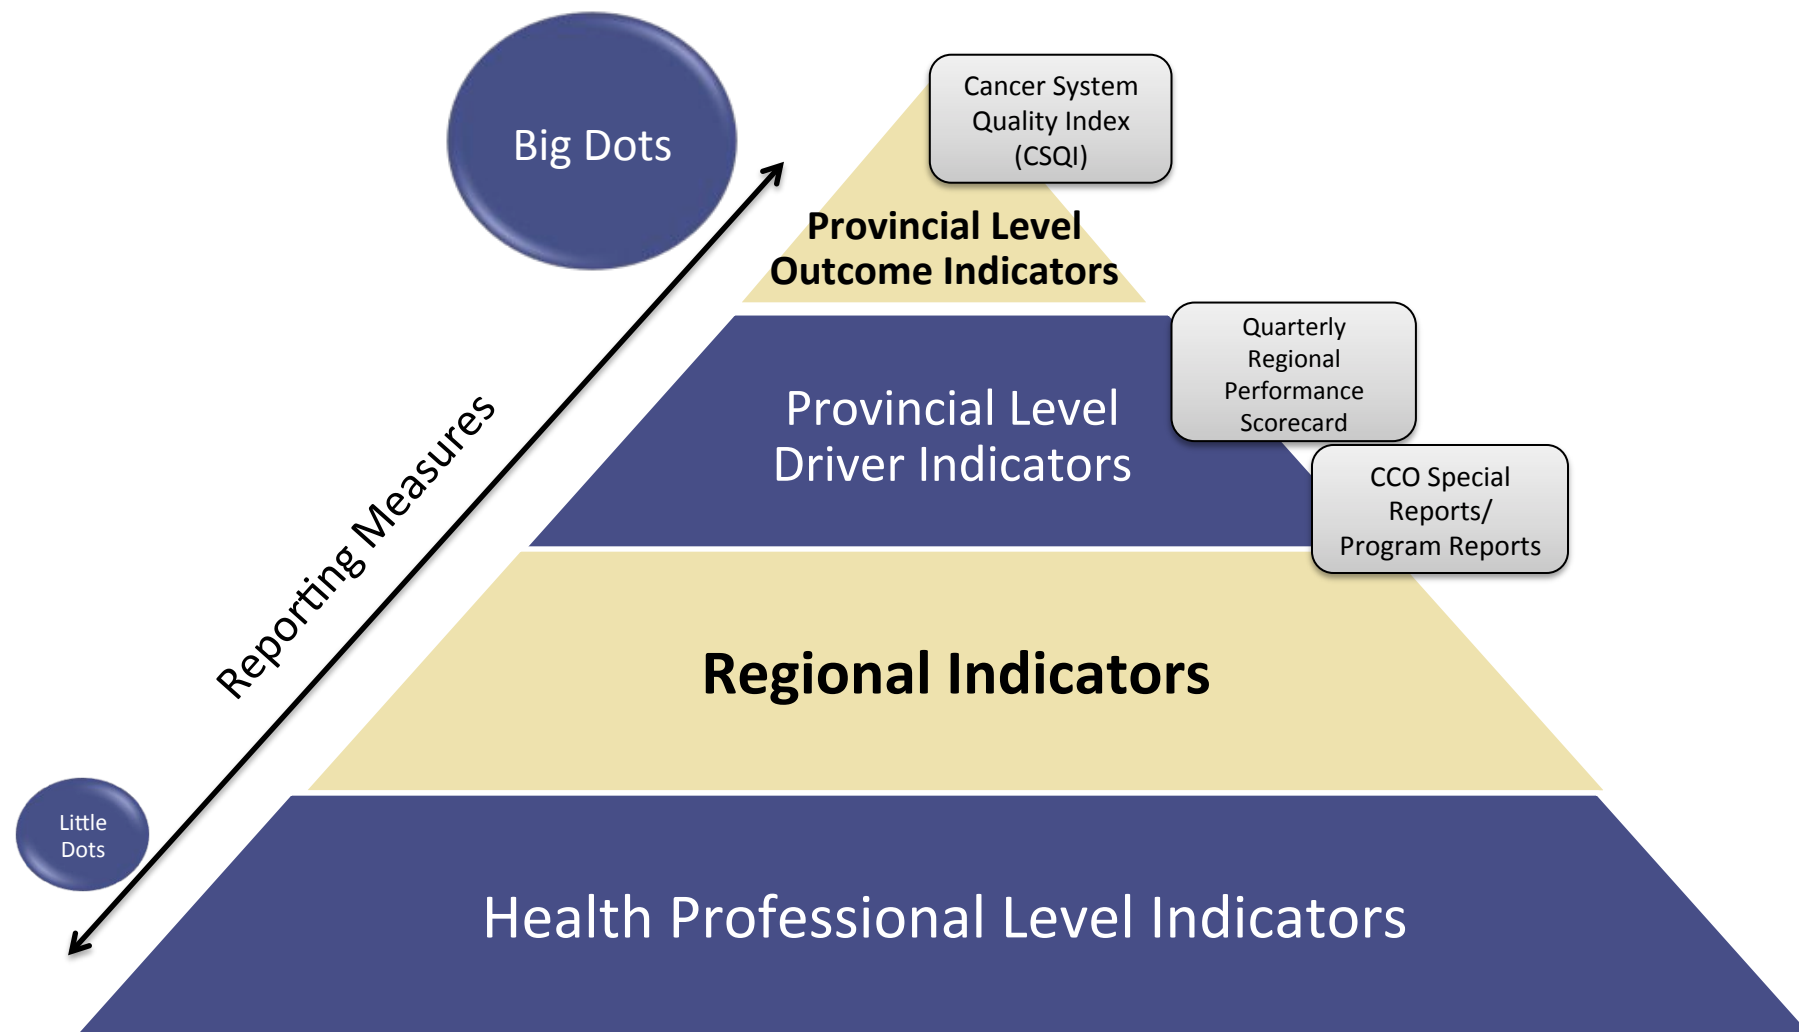 Big Dots
Cancer System
Quality Index
(CSQI)
Provincial Level
Outcome Indicators
Quarterly
Regional
Performance
Scorecard
Provincial Level
Driver Indicators
CCO Special
Reports/
Program Reports
Reporting Measures
Regional Indicators
Little
Dots
Health Professional Level Indicators